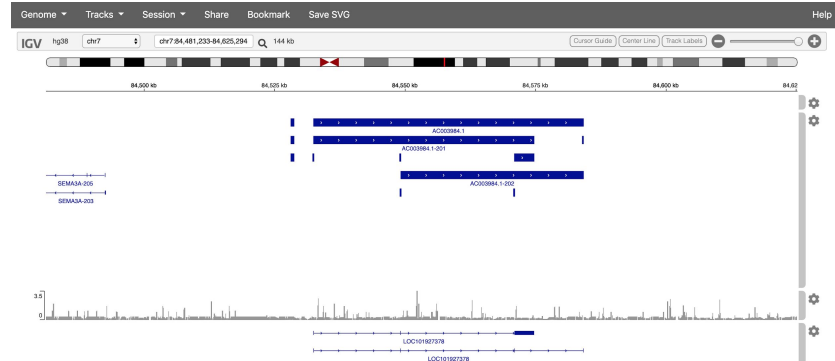 Genome Tracks Session Share Bookmark Save SVG Help
IGV hg38 chr7 chr7:84,481,233-84,625,294 144 kb Cursor Guide Center Line Track Labels
84,500 kb 84,525 kb 84,550 kb 84,575 kb 84,600 kb 84,62
AC003984.1
AC003984.1-201
SEMA3A-205 AC003984.1-202
SEMA3A-203
3.5
0
LOC101927378
LOC101927378